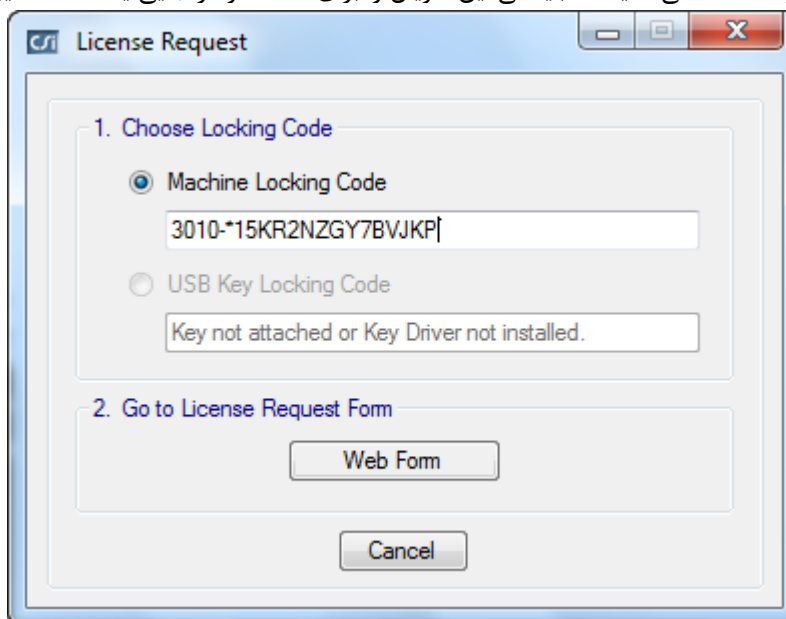 License Request
1. Choose Locking Code
Machine Locking Code
3010-*15KR2NZGY7BVJKP
USB Key Locking Code
Key not attached or Key Driver not installed.
2. Go to License Request Form
Web Form
Cancel